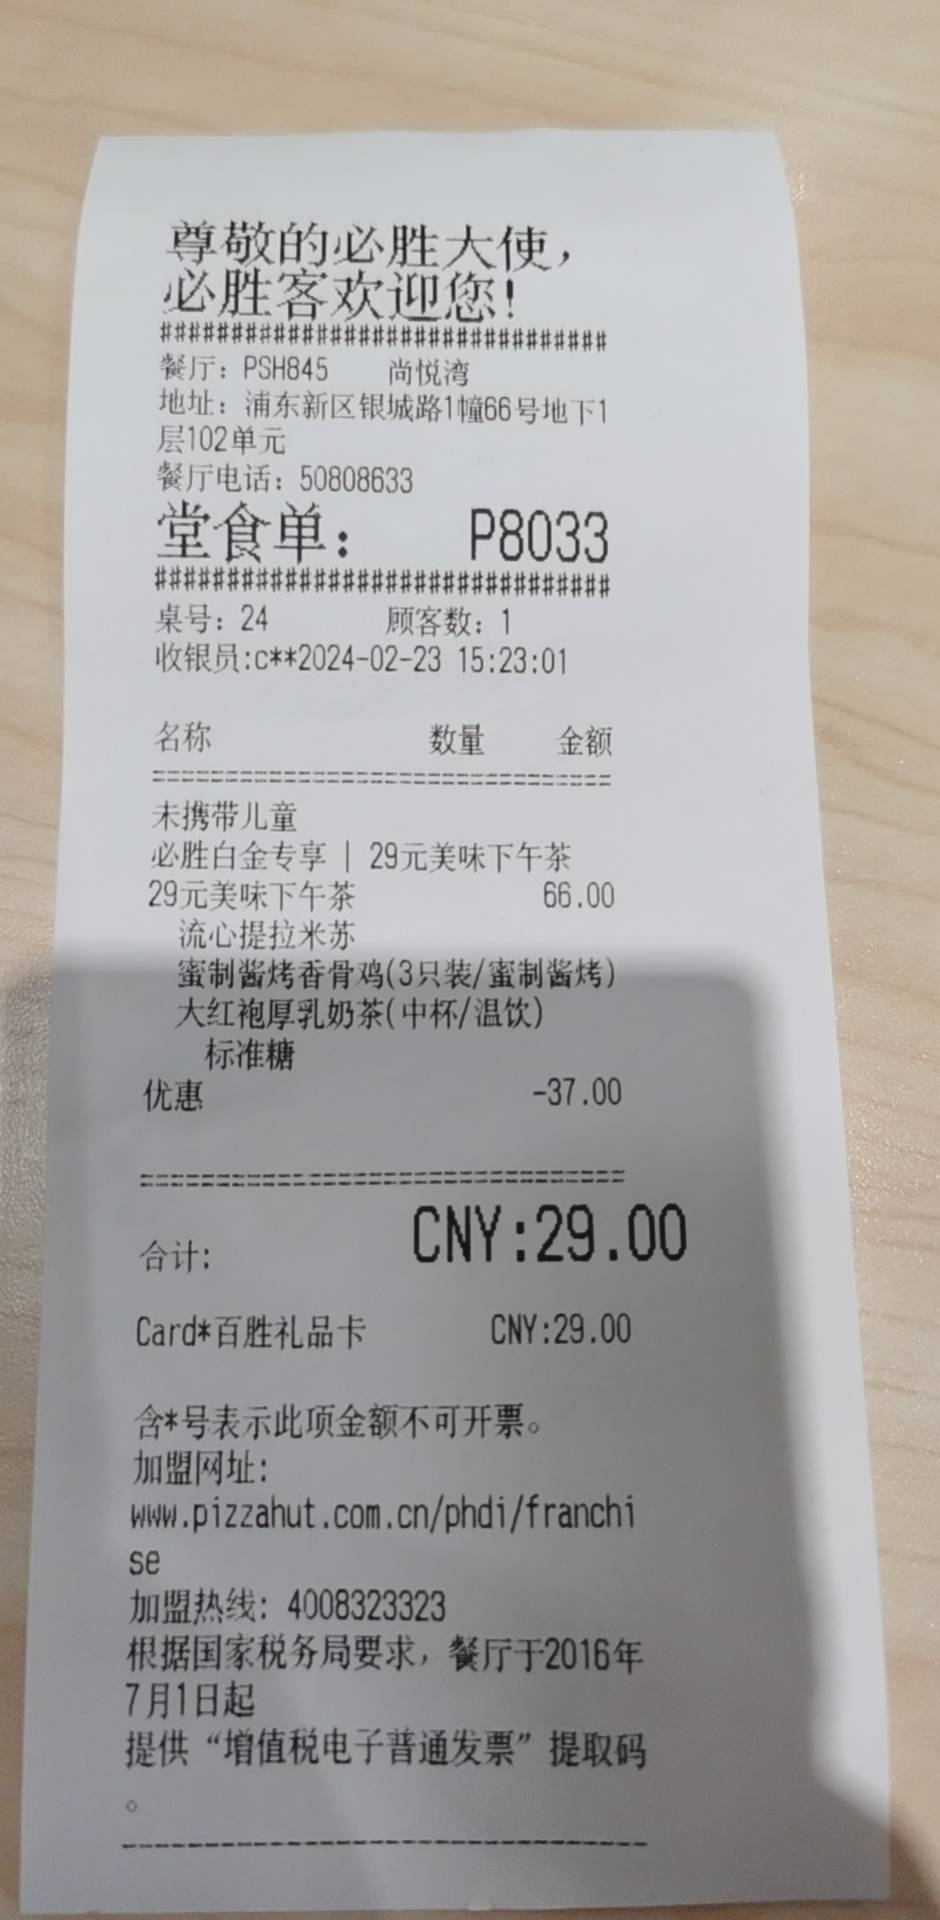 尊敬的必胜大使，
必胜客欢迎您!
################################
餐厅: PSH845 尚悦湾
地址: 浦东新区银城路1幢66号地下1
层102单元
餐厅电话: 50808633
堂食单: P8033
################################
桌号: 24 顾客数: 1
收银员:c**2024-02-23 15:23:01
名称 数量 金额
================================
未携带儿童
必胜白金专享 | 29元美味下午茶
29元美味下午茶 66.00
流心提拉米苏
蜜制酱烤香骨鸡(3只装/蜜制酱烤)
大红袍厚乳奶茶(中杯/温饮)
标准糖
优惠 -37.00
================================
合计: CNY:29.00
Card*百胜礼品卡 CNY:29.00
含*号表示此项金额不可开票。
加盟网址:
www.pizzahut.com.cn/phdi/franchi
se
加盟热线: 4008323323
根据国家税务局要求，餐厅于2016年
7月1日起
提供“增值税电子普通发票”提取码
。
--------------------------------